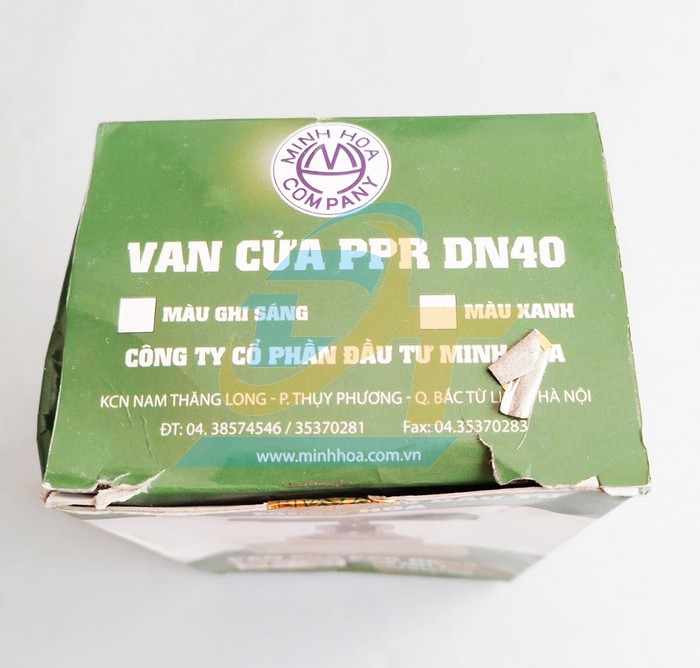 MINH HOA
COMPANY
VAN CỬA PPR DN40
MÀU GHI SÁNG
MÀU XANH
CÔNG TY CỔ PHẦN ĐẦU TƯ MINH
KCN NAM THĂNG LONG - P. THỤY PHƯƠNG - Q. BẮC TỪ HÀ NỘI
ĐT: 04. 38574546 / 35370281 Fax: 04.35370283
www.minhhoa.com.vn